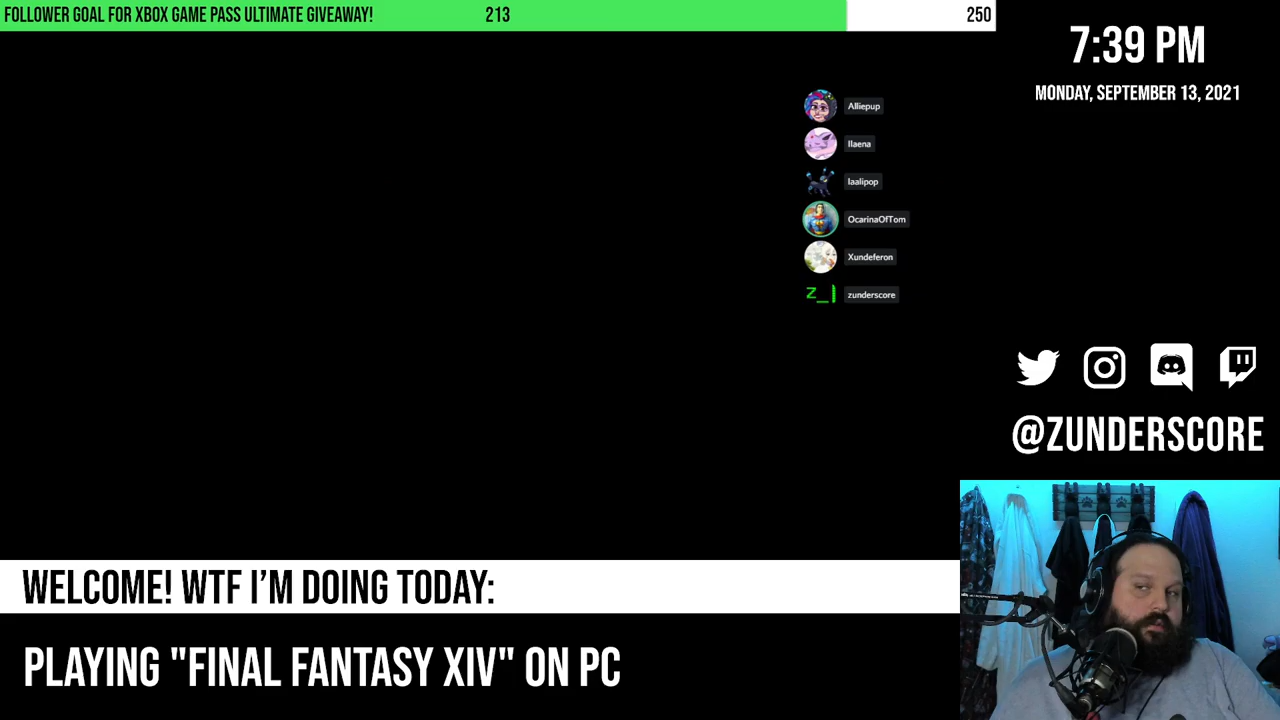 FOLLOWER GOAL FOR XBOX GAME PASS ULTIMATE GIVEAWAY! 213 250
7:39 PM
MONDAY, SEPTEMBER 13, 2021
Alliepup
Ilaena
laalipop
OcarinaOfTom
Xundeferon
z_| zunderscore
@ZUNDERSCORE
WELCOME! WTF I'M DOING TODAY:
PLAYING "FINAL FANTASY XIV" ON PC